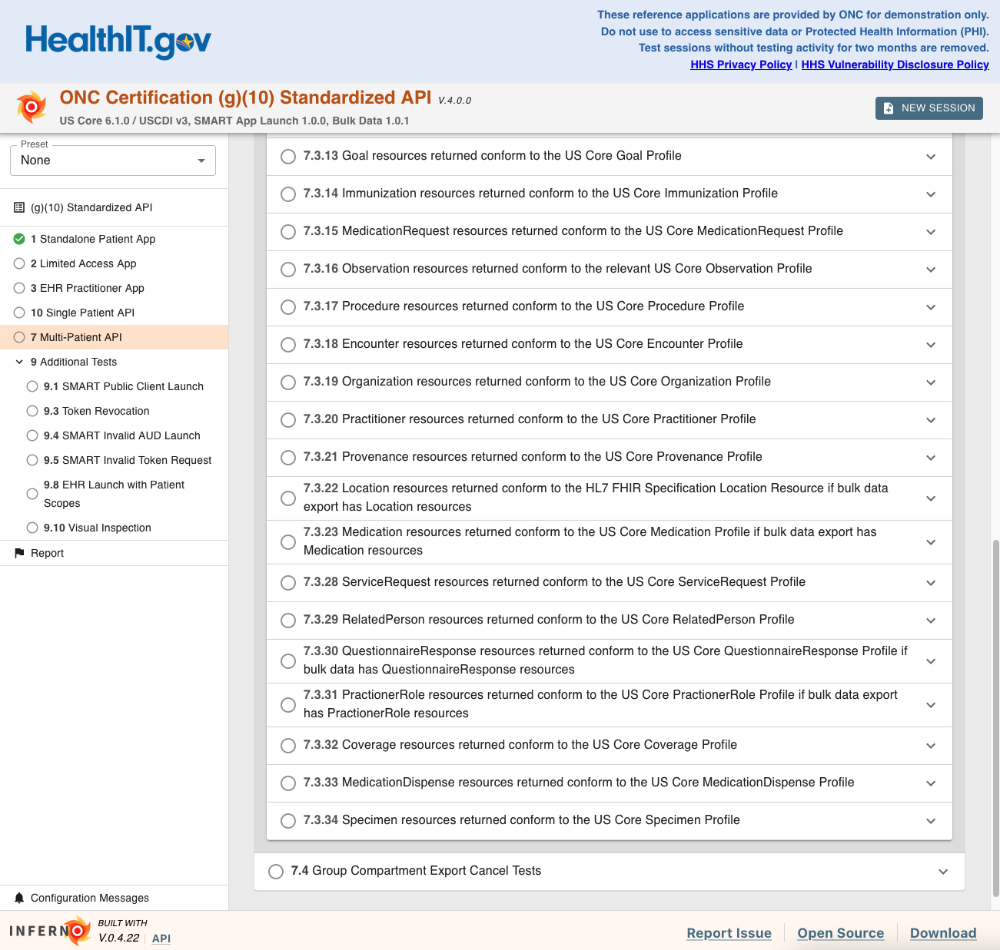 HealthIT.gov
These reference applications are provided by ONC for demonstration only.
Do not use to access sensitive data or Protected Health Information (PHI).
Test sessions without testing activity for two months are removed.
HHS Privacy Policy | HHS Vulnerability Disclosure Policy
ONC Certification (g)(10) Standardized API V.4.0.0
US Core 6.1.0 / USCDI v3, SMART App Launch 1.0.0, Bulk Data 1.0.1
NEW SESSION
Preset
None
(g)(10) Standardized API
1 Standalone Patient App
2 Limited Access App
3 EHR Practitioner App
10 Single Patient API
7 Multi-Patient API
9 Additional Tests
9.1 SMART Public Client Launch
9.3 Token Revocation
9.4 SMART Invalid AUD Launch
9.5 SMART Invalid Token Request
9.8 EHR Launch with Patient
Scopes
9.10 Visual Inspection
Report
Configuration Messages
7.3.13 Goal resources returned conform to the US Core Goal Profile
7.3.14 Immunization resources returned conform to the US Core Immunization Profile
7.3.15 MedicationRequest resources returned conform to the US Core MedicationRequest Profile
7.3.16 Observation resources returned conform to the relevant US Core Observation Profile
7.3.17 Procedure resources returned conform to the US Core Procedure Profile
7.3.18 Encounter resources returned conform to the US Core Encounter Profile
7.3.19 Organization resources returned conform to the US Core Organization Profile
7.3.20 Practitioner resources returned conform to the US Core Practitioner Profile
7.3.21 Provenance resources returned conform to the US Core Provenance Profile
7.3.22 Location resources returned conform to the HL7 FHIR Specification Location Resource if bulk data
export has Location resources
7.3.23 Medication resources returned conform to the US Core Medication Profile if bulk data export has
Medication resources
7.3.28 ServiceRequest resources returned conform to the US Core ServiceRequest Profile
7.3.29 RelatedPerson resources returned conform to the US Core RelatedPerson Profile
7.3.30 QuestionnaireResponse resources returned conform to the US Core QuestionnaireResponse Profile if
bulk data has QuestionnaireResponse resources
7.3.31 PractionerRole resources returned conform to the US Core PractionerRole Profile if bulk data export
has PractionerRole resources
7.3.32 Coverage resources returned conform to the US Core Coverage Profile
7.3.33 MedicationDispense resources returned conform to the US Core MedicationDispense Profile
7.3.34 Specimen resources returned conform to the US Core Specimen Profile
7.4 Group Compartment Export Cancel Tests
INFERNO
BUILT WITH
V.0.4.22 | API
Report Issue | Open Source | Download